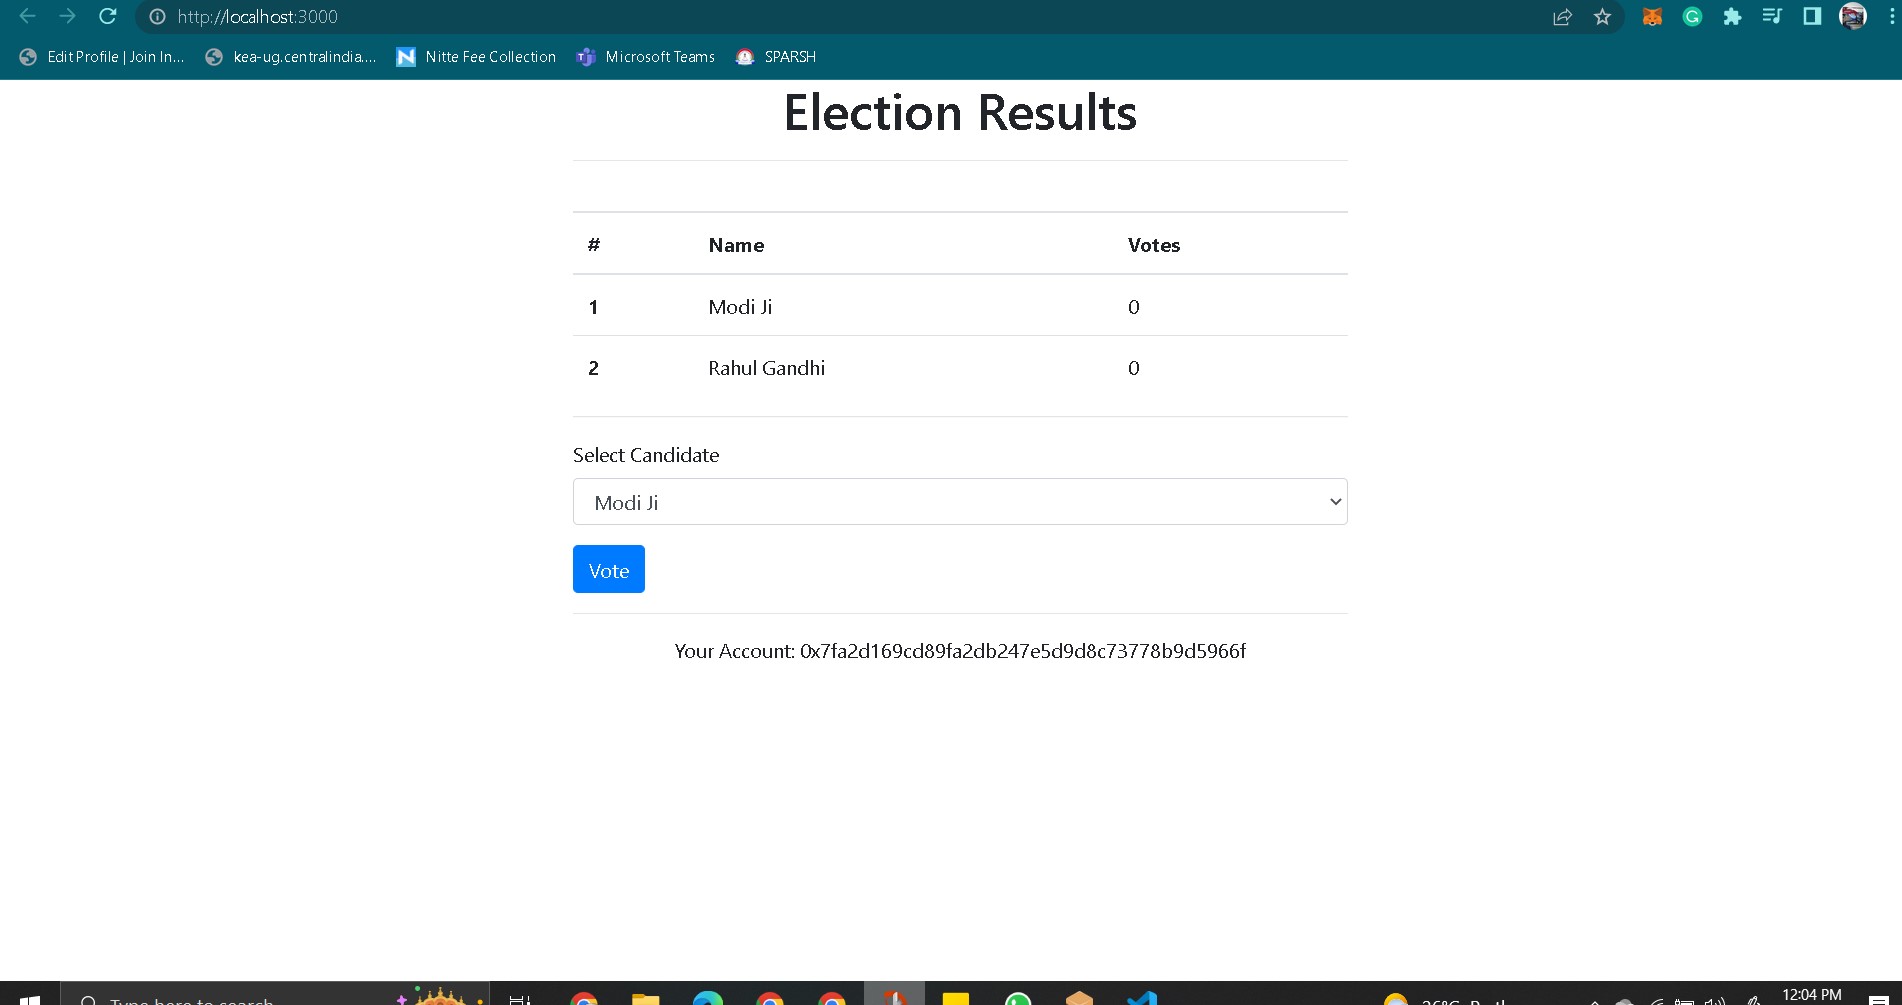 http://localhost:3000
Edit Profile | Join In... kea-ug.centralindia.... Nitte Fee Collection Microsoft Teams SPARSH
Election Results
# Name Votes
1 Modi Ji 0
2 Rahul Gandhi 0
Select Candidate
Modi Ji
Vote
Your Account: 0x7fa2d169cd89fa2db247e5d9d8c73778b9d5966f
Type here to search
12:04 PM